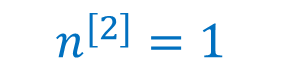 n^[2] = 1